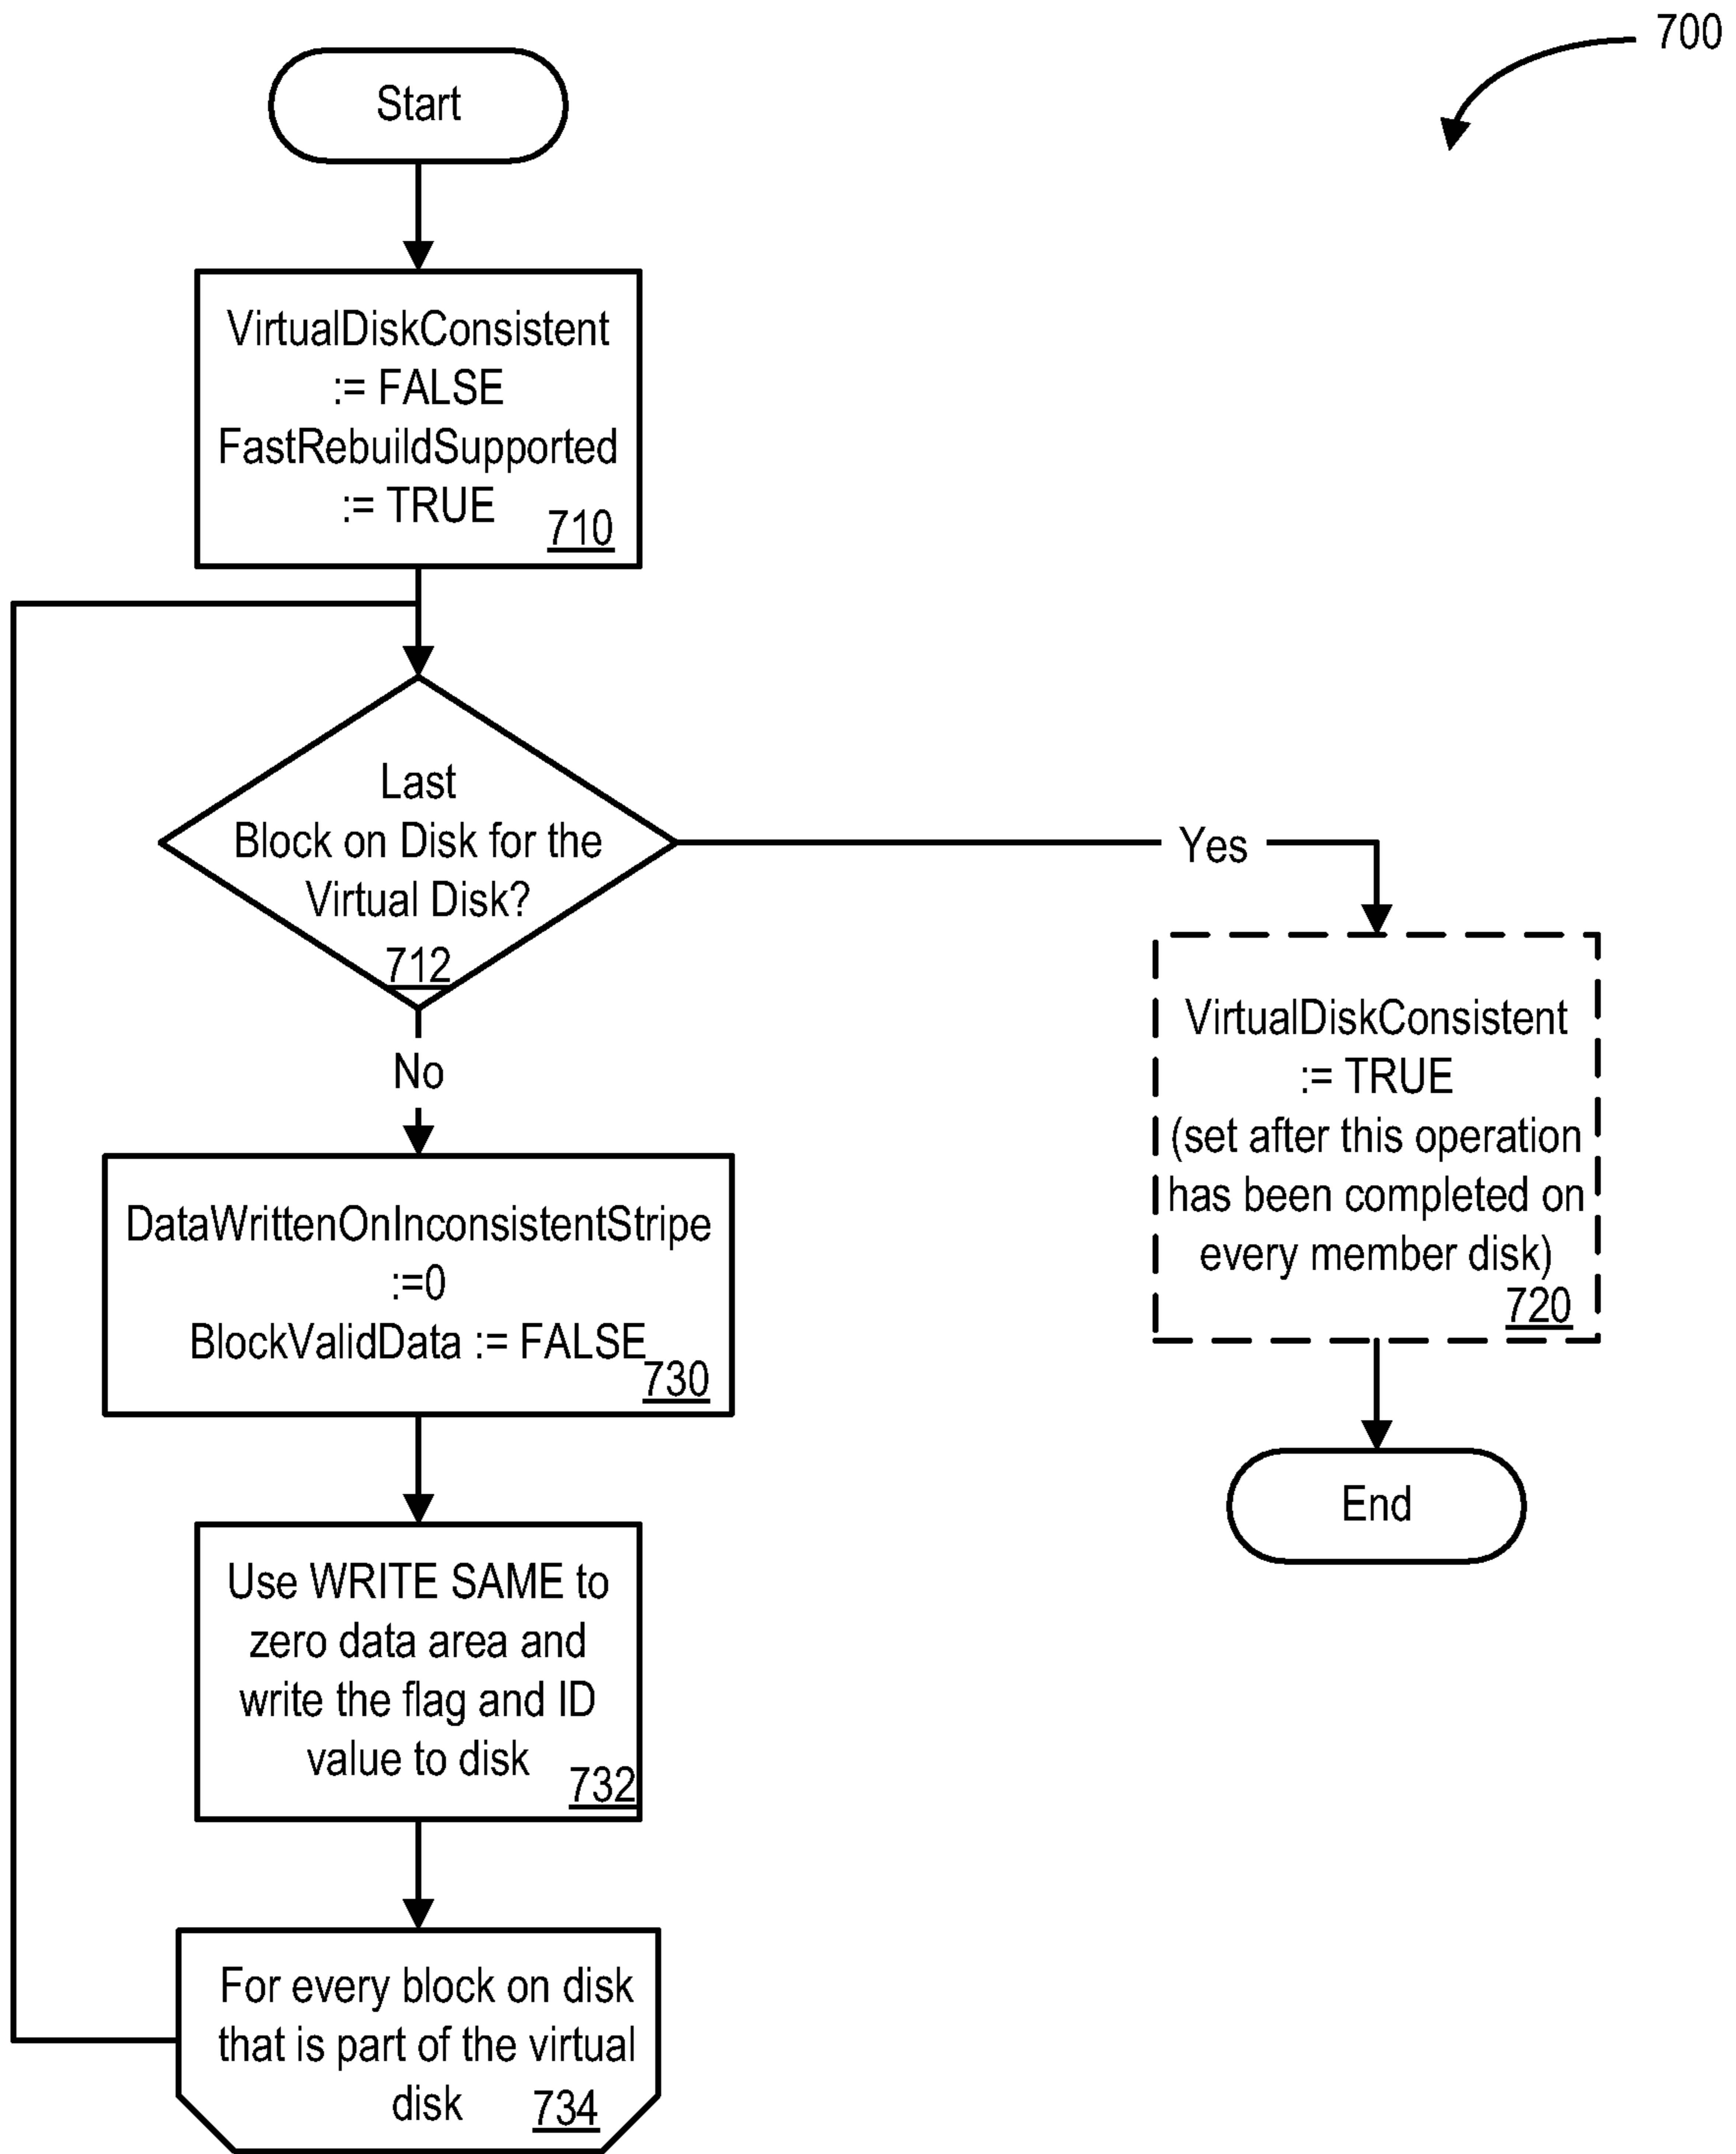 700
Start
VirtualDiskConsistent
:= FALSE
FastRebuildSupported
:= TRUE
710
Last
Block on Disk for the
Virtual Disk?
712
Yes
No
VirtualDiskConsistent
:= TRUE
(set after this operation
has been completed on
every member disk)
720
DataWrittenOnInconsistentStripe
:=0
BlockValidData := FALSE
730
End
Use WRITE SAME to
zero data area and
write the flag and ID
value to disk
732
For every block on disk
that is part of the virtual
disk
734